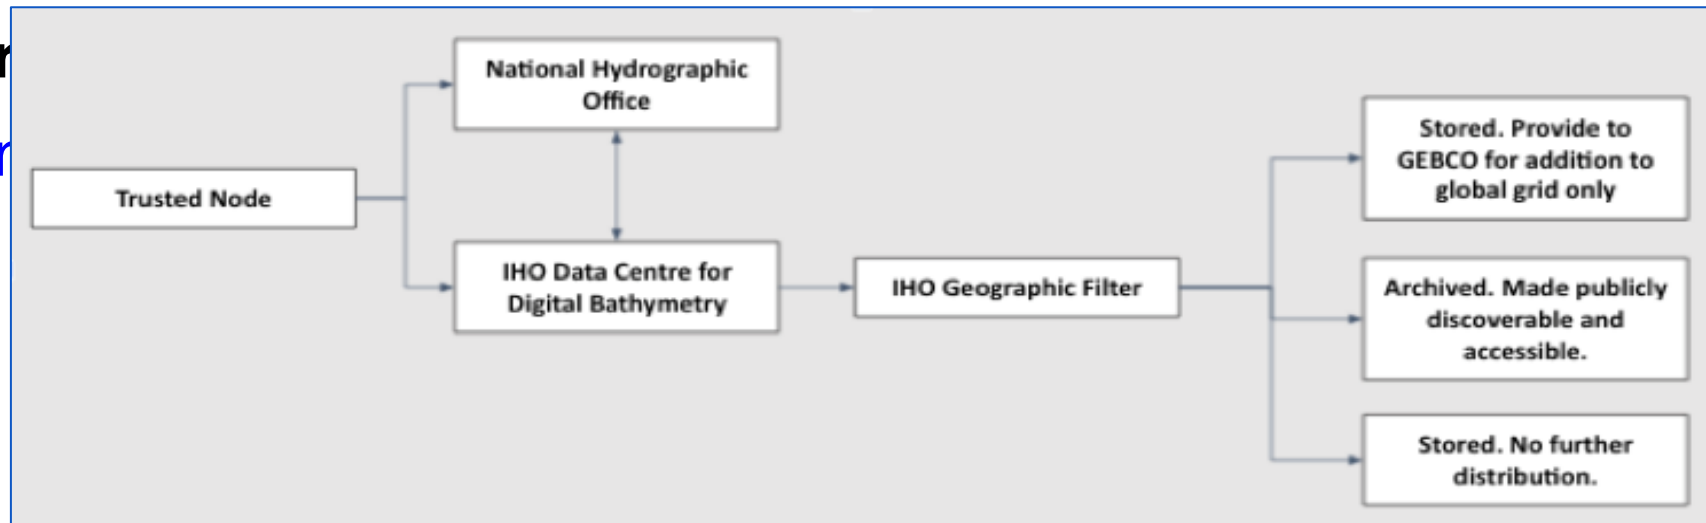 National Hydrographic
Office
Trusted Node
IHO Data Centre for
Digital Bathymetry
IHO Geographic Filter
Stored. Provide to
GEBCO for addition to
global grid only
Archived. Made publicly
discoverable and
accessible.
Stored. No further
distribution.